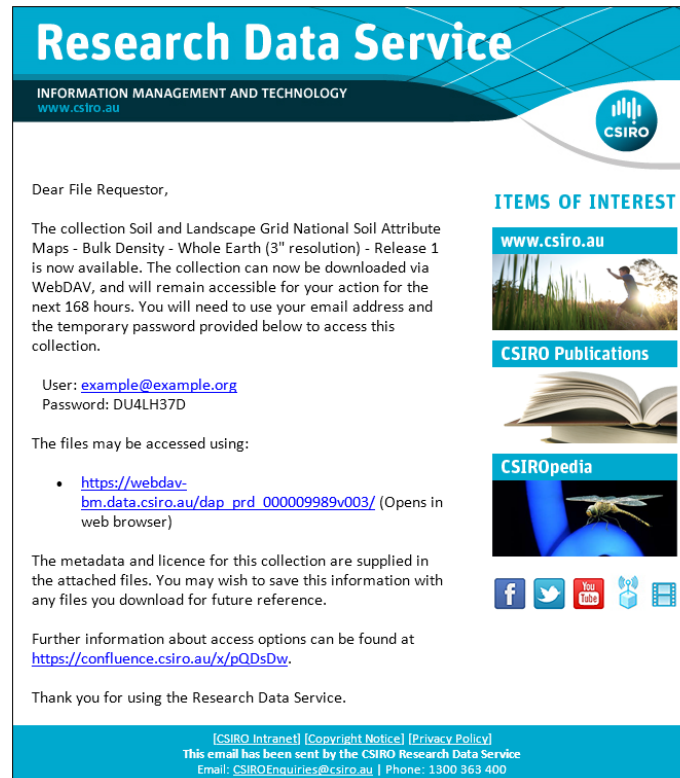 Research Data Service
INFORMATION MANAGEMENT AND TECHNOLOGY
www.csiro.au
CSIRO
Dear File Requestor,
The collection Soil and Landscape Grid National Soil Attribute
Maps - Bulk Density - Whole Earth (3" resolution) - Release 1
is now available. The collection can now be downloaded via
WebDAV, and will remain accessible for your action for the
next 168 hours. You will need to use your email address and
the temporary password provided below to access this
collection.
User: example@example.org
Password: DU4LH37D
The files may be accessed using:
• https://webdav-
bm.data.csiro.au/dap_prd_000009989v003/ (Opens in
web browser)
The metadata and licence for this collection are supplied in
the attached files. You may wish to save this information with
any files you download for future reference.
Further information about access options can be found at
https://confluence.csiro.au/x/pQDsDw.
Thank you for using the Research Data Service.
ITEMS OF INTEREST
www.csiro.au
CSIRO Publications
CSIROpedia
f
You
Tube
[CSIRO Intranet] [Copyright Notice] [Privacy Policy]
This email has been sent by the CSIRO Research Data Service
Email: CSIROEnquiries@csiro.au | Phone: 1300 363 400